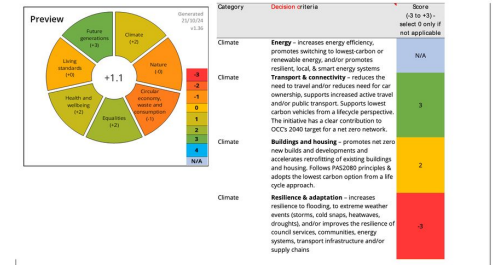 Preview
Generated
21/10/24
v1.36
Future
generations
(+3)
Climate
(+2)
Living
standards
(+0)
Nature
(-0)
+1.1
Health and
wellbeing
(+2)
Circular
economy,
waste and
consumption
(-1)
Equalities
(+2)
-3
-2
-1
0
1
2
3
4
N/A
Category
Decision criteria
Score
(-3 to +3) -
select 0 only if
not applicable
Climate
Energy – increases energy efficiency,
promotes switching to lowest-carbon or
renewable energy, and/or promotes
resilient, local, & smart energy systems
N/A
Climate
Transport & connectivity – reduces the
need to travel and/or reduces need for car
ownership, supports increased active travel
and/or public transport. Supports lowest
carbon vehicles from a lifecycle perspective.
The initiative has a clear contribution to
OCC's 2040 target for a net zero network.
3
Climate
Buildings and housing – promotes net zero
new builds and developments and
accelerates retrofitting of existing buildings
and housing. Follows PAS2080 principles &
adopts the lowest carbon option from a life
cycle approach.
2
Climate
Resilience & adaptation – increases
resilience to flooding, to extreme weather
events (storms, cold snaps, heatwaves,
droughts), and/or improves the resilience of
council services, communities, energy
systems, transport infrastructure and/or
supply chains
-3